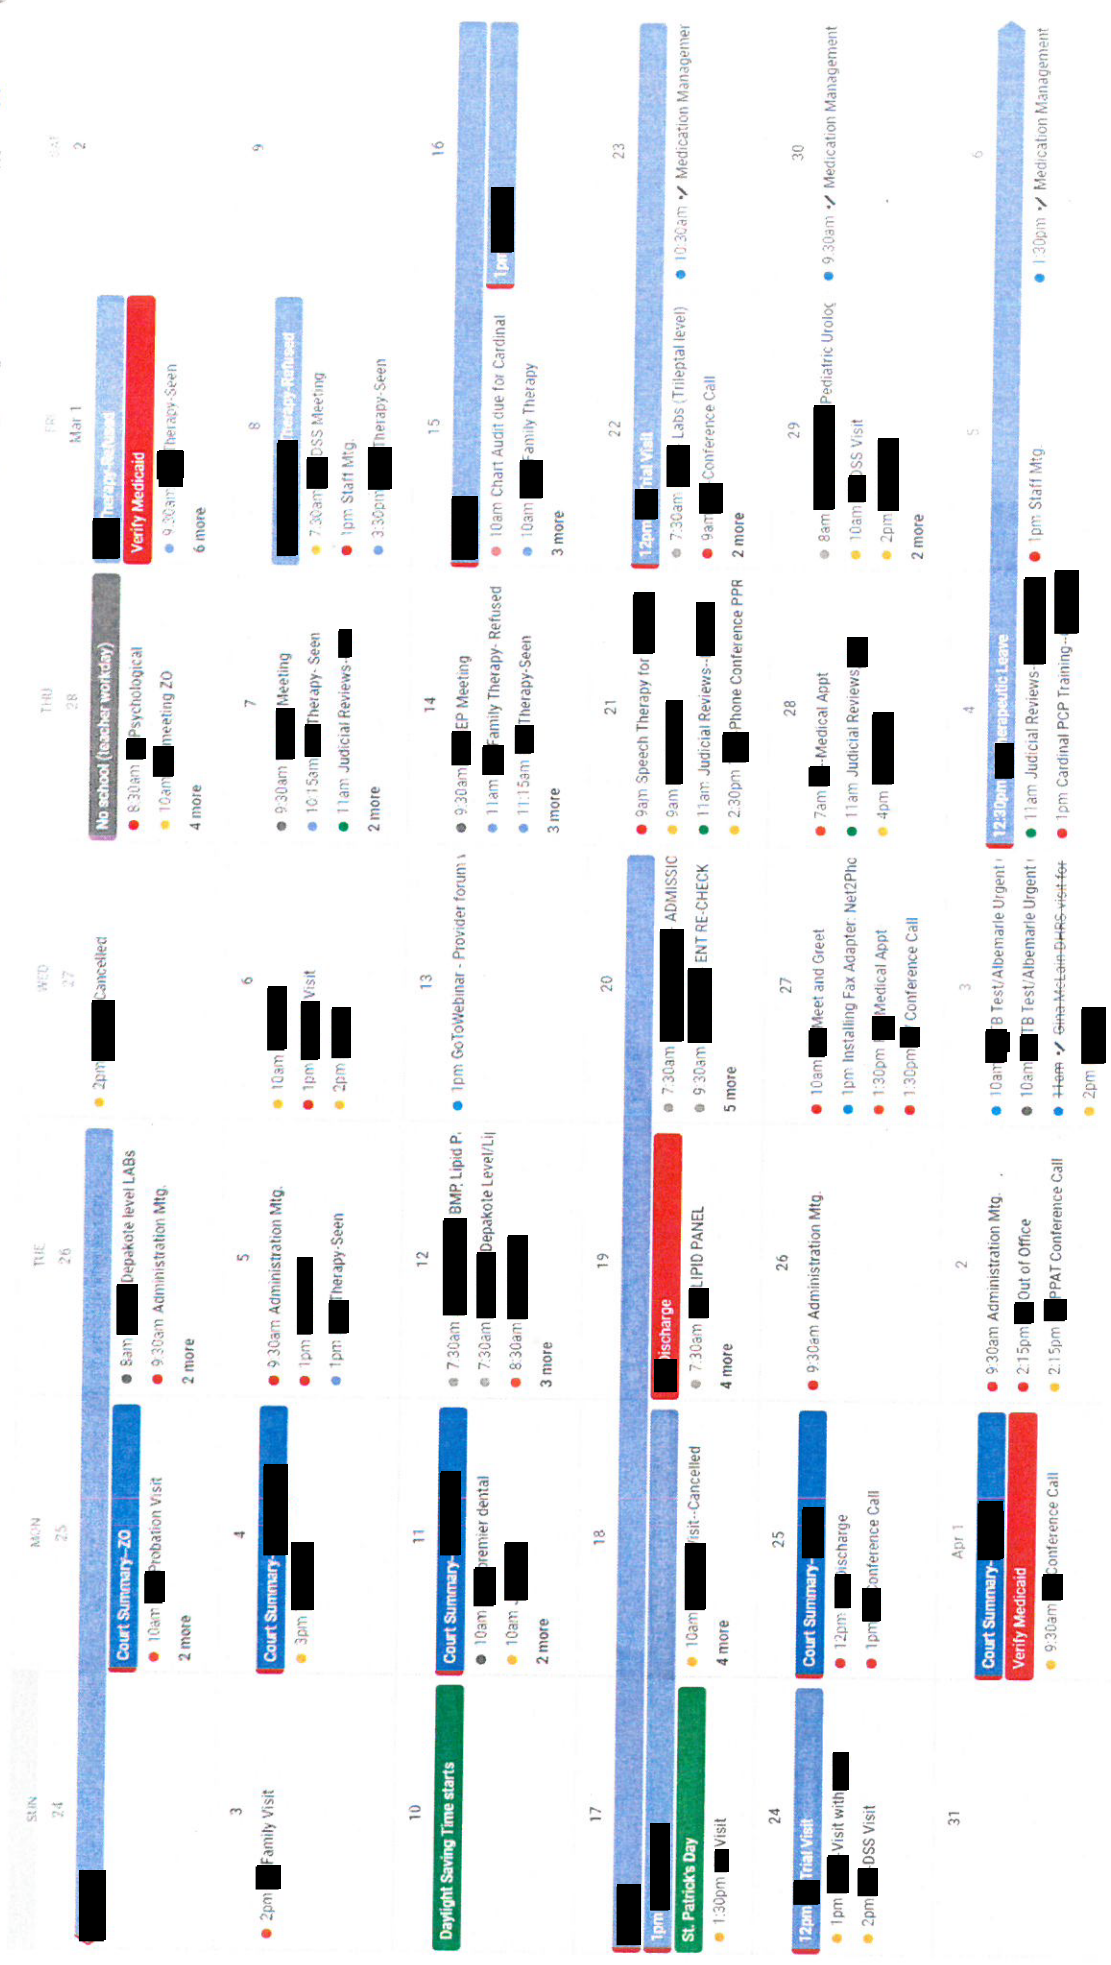 SUN
MON
TUE
WED
THU
FRI
SAT
24
25
26
27
28
Mar 1
2
Court Summary--ZO
10am Probation Visit
2 more
8am Depakote level LABs
9:30am Administration Mtg.
2 more
2pm Cancelled
No school (teacher workday)
8:30am Psychological
10am meeting ZO
4 more
Therapy-Refused
Verify Medicaid
9:30am Therapy-Seen
6 more
3
4
5
6
7
8
9
2pm Family Visit
Court Summary-
3pm
9:30am Administration Mtg.
1pm
1pm Therapy-Seen
10am
1pm Visit
2pm
9:30am Meeting
10:15am Therapy- Seen
11am Judicial Reviews--
2 more
Therapy-Refused
7:30am DSS Meeting
1pm Staff Mtg.
3:30pm Therapy-Seen
10
11
12
13
14
15
16
Daylight Saving Time starts
Court Summary-
10am premier dental
10am
2 more
7:30am BMP, Lipid P.
7:30am Depakote Level/Li
8:30am
3 more
1pm GoToWebinar - Provider forum
9:30am EP Meeting
11am Family Therapy- Refused
11:15am Therapy-Seen
3 more
10am Chart Audit due for Cardinal
10am Family Therapy
3 more
1pm
17
18
19
20
21
22
23
1pm
St. Patrick's Day
1:30pm Visit
10am Visit--Cancelled
4 more
Discharge
7:30am LIPID PANEL
4 more
7:30am ADMISSIO
9:30am ENT RE-CHECK
5 more
9am Speech Therapy for
9am
11am Judicial Reviews--
2:30pm Phone Conference PPR
12pm Trial Visit
7:30am Labs (Trileptal level)
9am Conference Call
2 more
10:30am Medication Managemer
24
25
26
27
28
29
30
12pm Trial Visit
1pm Visit with
2pm DSS Visit
Court Summary-
12pm Discharge
1pm Conference Call
9:30am Administration Mtg.
10am Meet and Greet
1pm Installing Fax Adapter: Net2Pho
1:30pm Medical Appt
1:30pm Conference Call
7am --Medical Appt
11am Judicial Reviews
4pm
8am Pediatric Urolog
10am DSS Visit
2pm
2 more
9:30am Medication Management
31
Apr 1
2
3
4
5
6
Court Summary-
Verify Medicaid
9:30am Conference Call
9:30am Administration Mtg.
2:15pm Out of Office
2:15pm PPAT Conference Call
10am TB Test/Albemarle Urgent
10am TB Test/Albemarle Urgent
11am Gina McLain DHRS visit for
2pm
12:30pm Therapeutic Leave
11am Judicial Reviews-
1pm Cardinal PCP Training--
1pm Staff Mtg.
1:30pm Medication Management